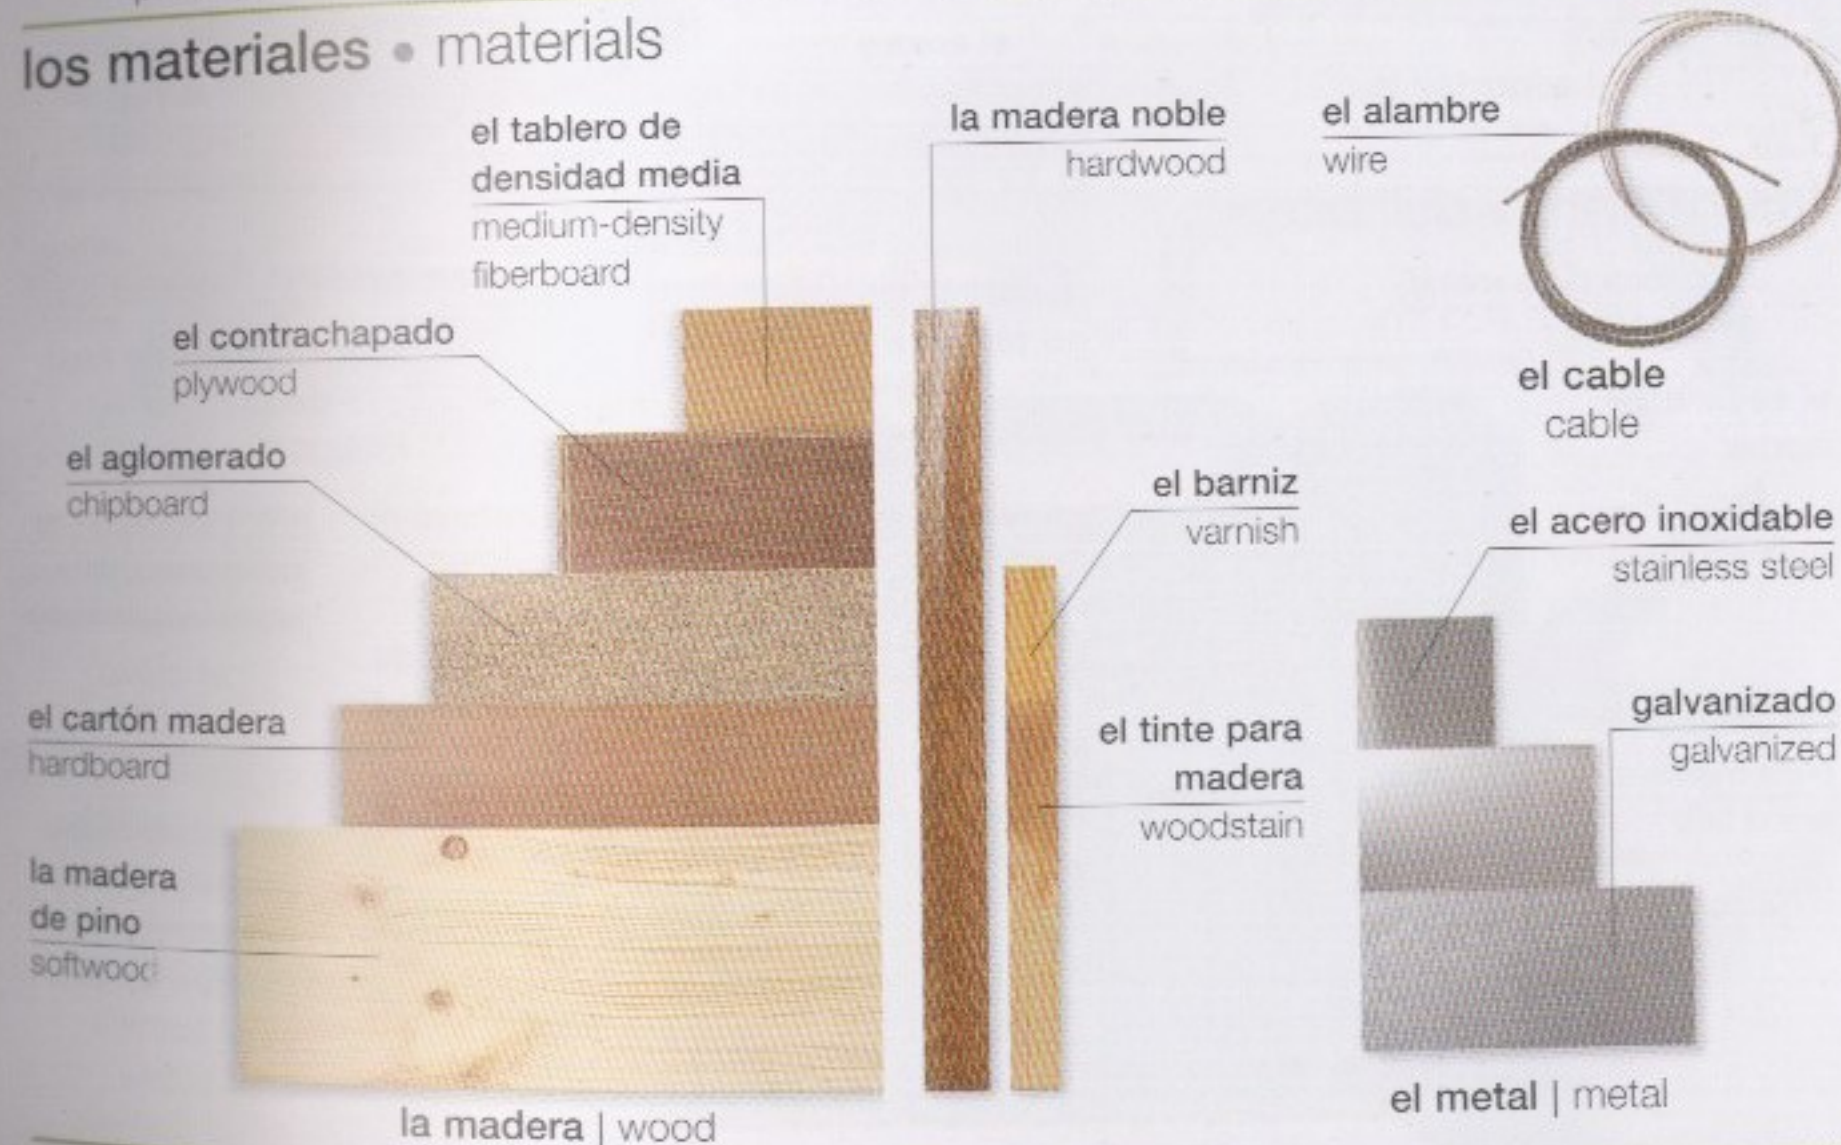 los materiales • materials
el tablero de
densidad media
medium-density
fiberboard
la madera noble
hardwood
el alambre
wire
el contrachapado
plywood
el cable
cable
el aglomerado
chipboard
el barniz
varnish
el acero inoxidable
stainless steel
el cartón madera
hardboard
el tinte para
madera
woodstain
galvanizado
galvanized
la madera
de pino
softwood
la madera | wood
el metal | metal